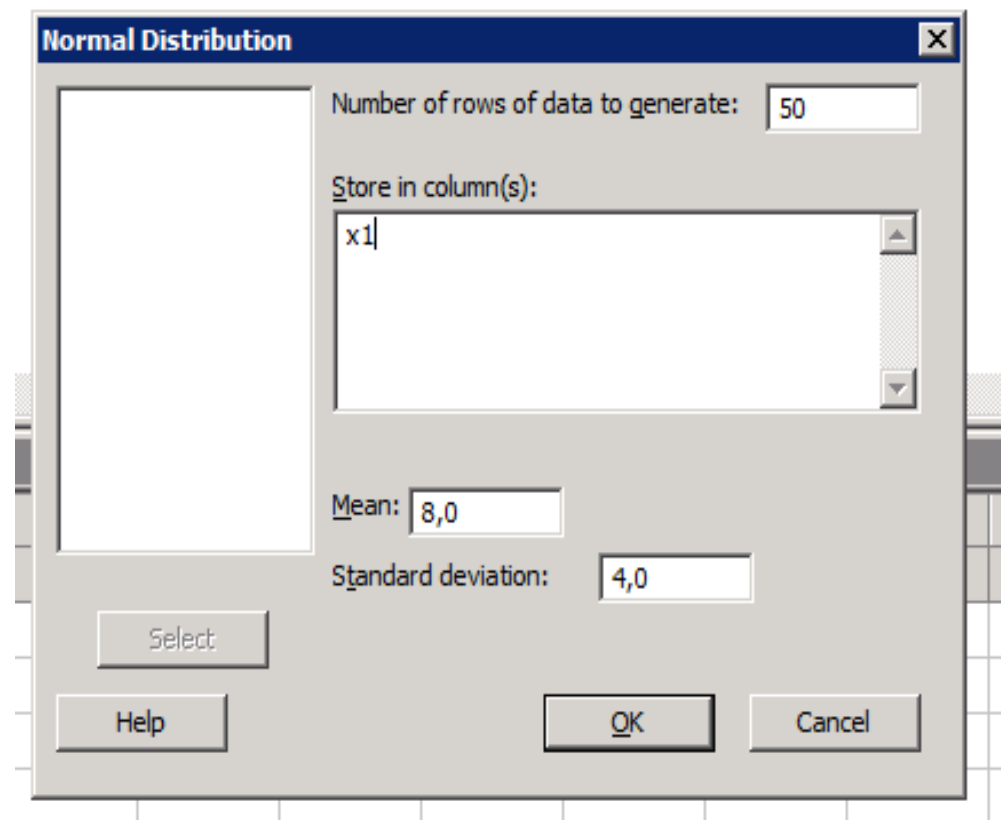 Normal Distribution
Number of rows of data to generate: 50
Store in column(s):
x1
Mean: 8,0
Standard deviation: 4,0
Select
Help OK Cancel